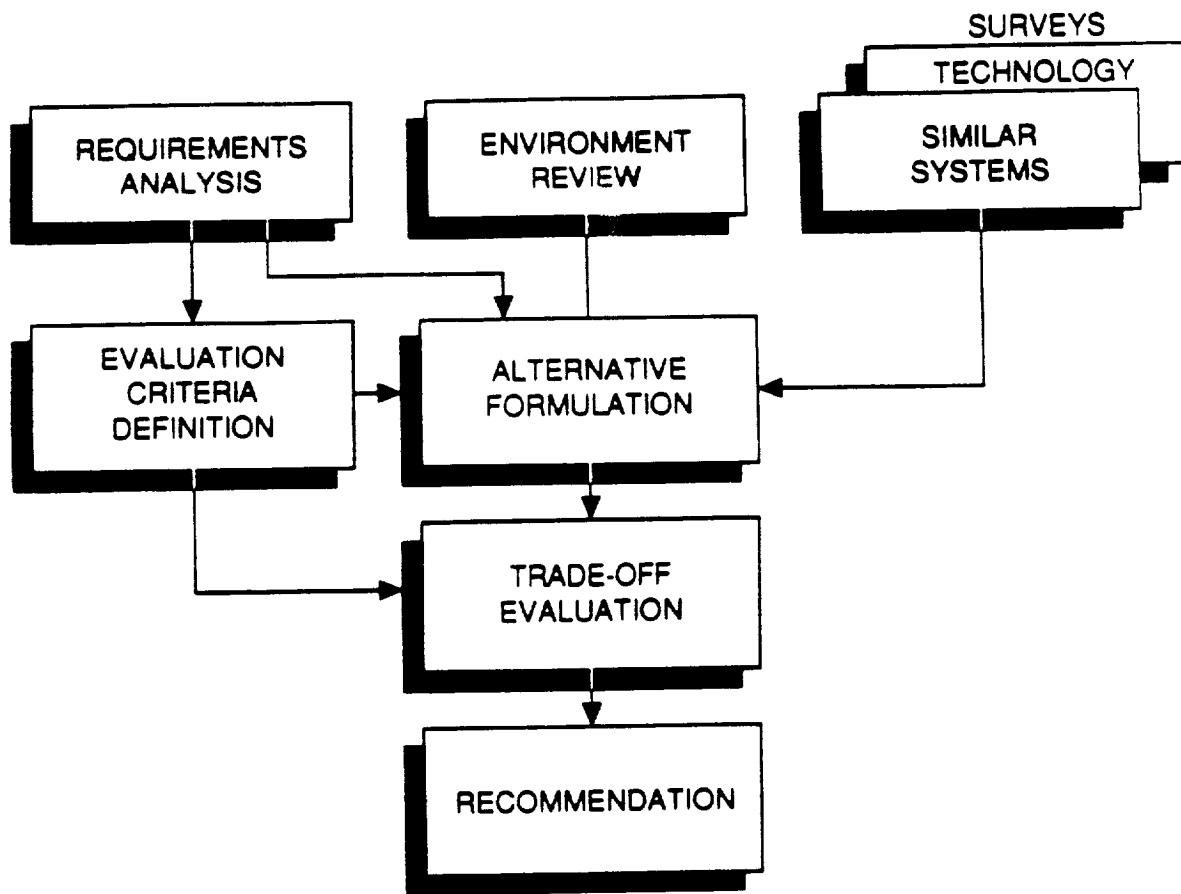 SURVEYS
TECHNOLOGY
REQUIREMENTS
ANALYSIS
ENVIRONMENT
REVIEW
SIMILAR
SYSTEMS
EVALUATION
CRITERIA
DEFINITION
ALTERNATIVE
FORMULATION
TRADE-OFF
EVALUATION
RECOMMENDATION